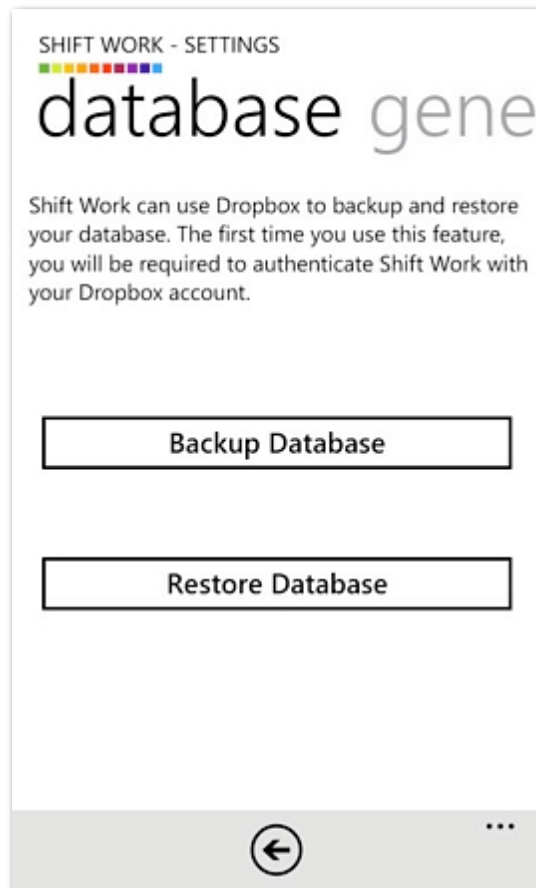 SHIFT WORK - SETTINGS
database gene
Shift Work can use Dropbox to backup and restore
your database. The first time you use this feature,
you will be required to authenticate Shift Work with
your Dropbox account.
Backup Database
Restore Database
...